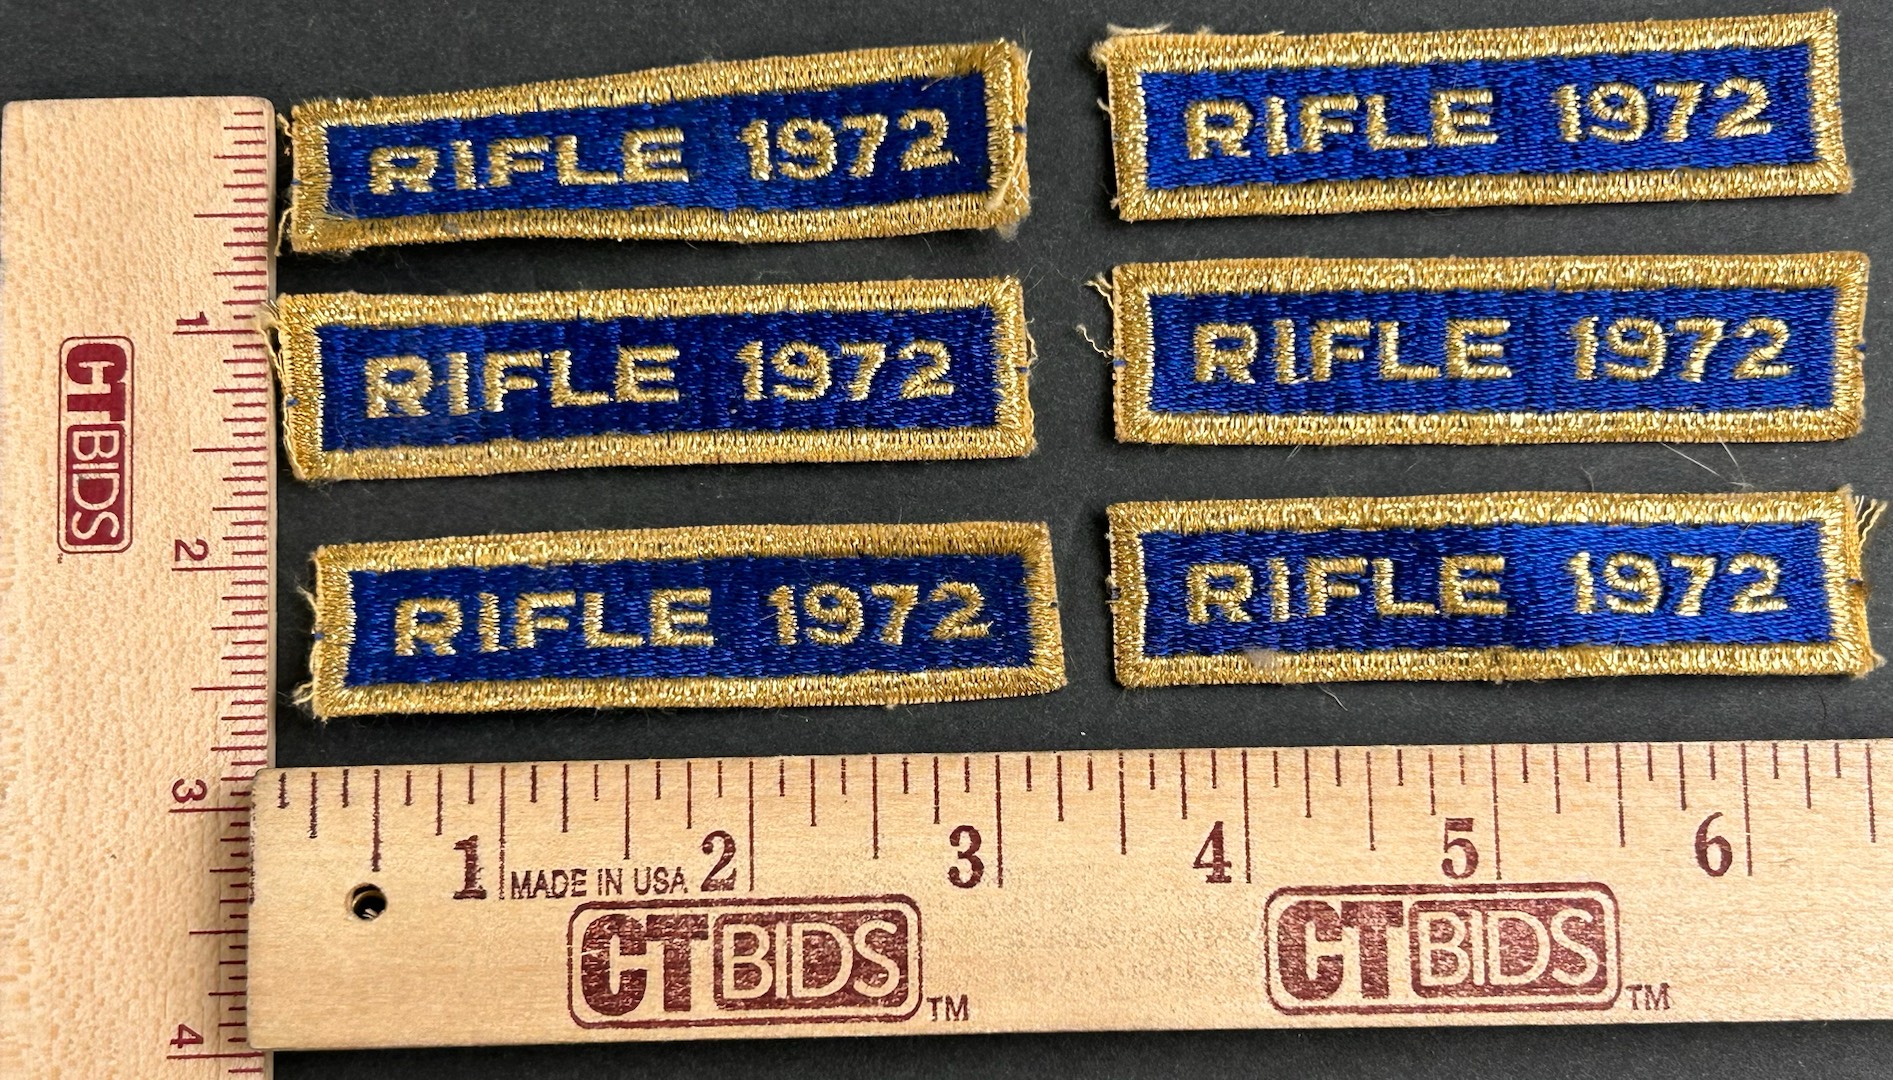 RIFLE 1972
RIFLE 1972
RIFLE 1972
RIFLE 1972
RIFLE 1972
RIFLE 1972
1
2
3
4
CTBIDS
1 MADE IN USA 2 3 4 5 6
CTBIDS TM
CTBIDS TM